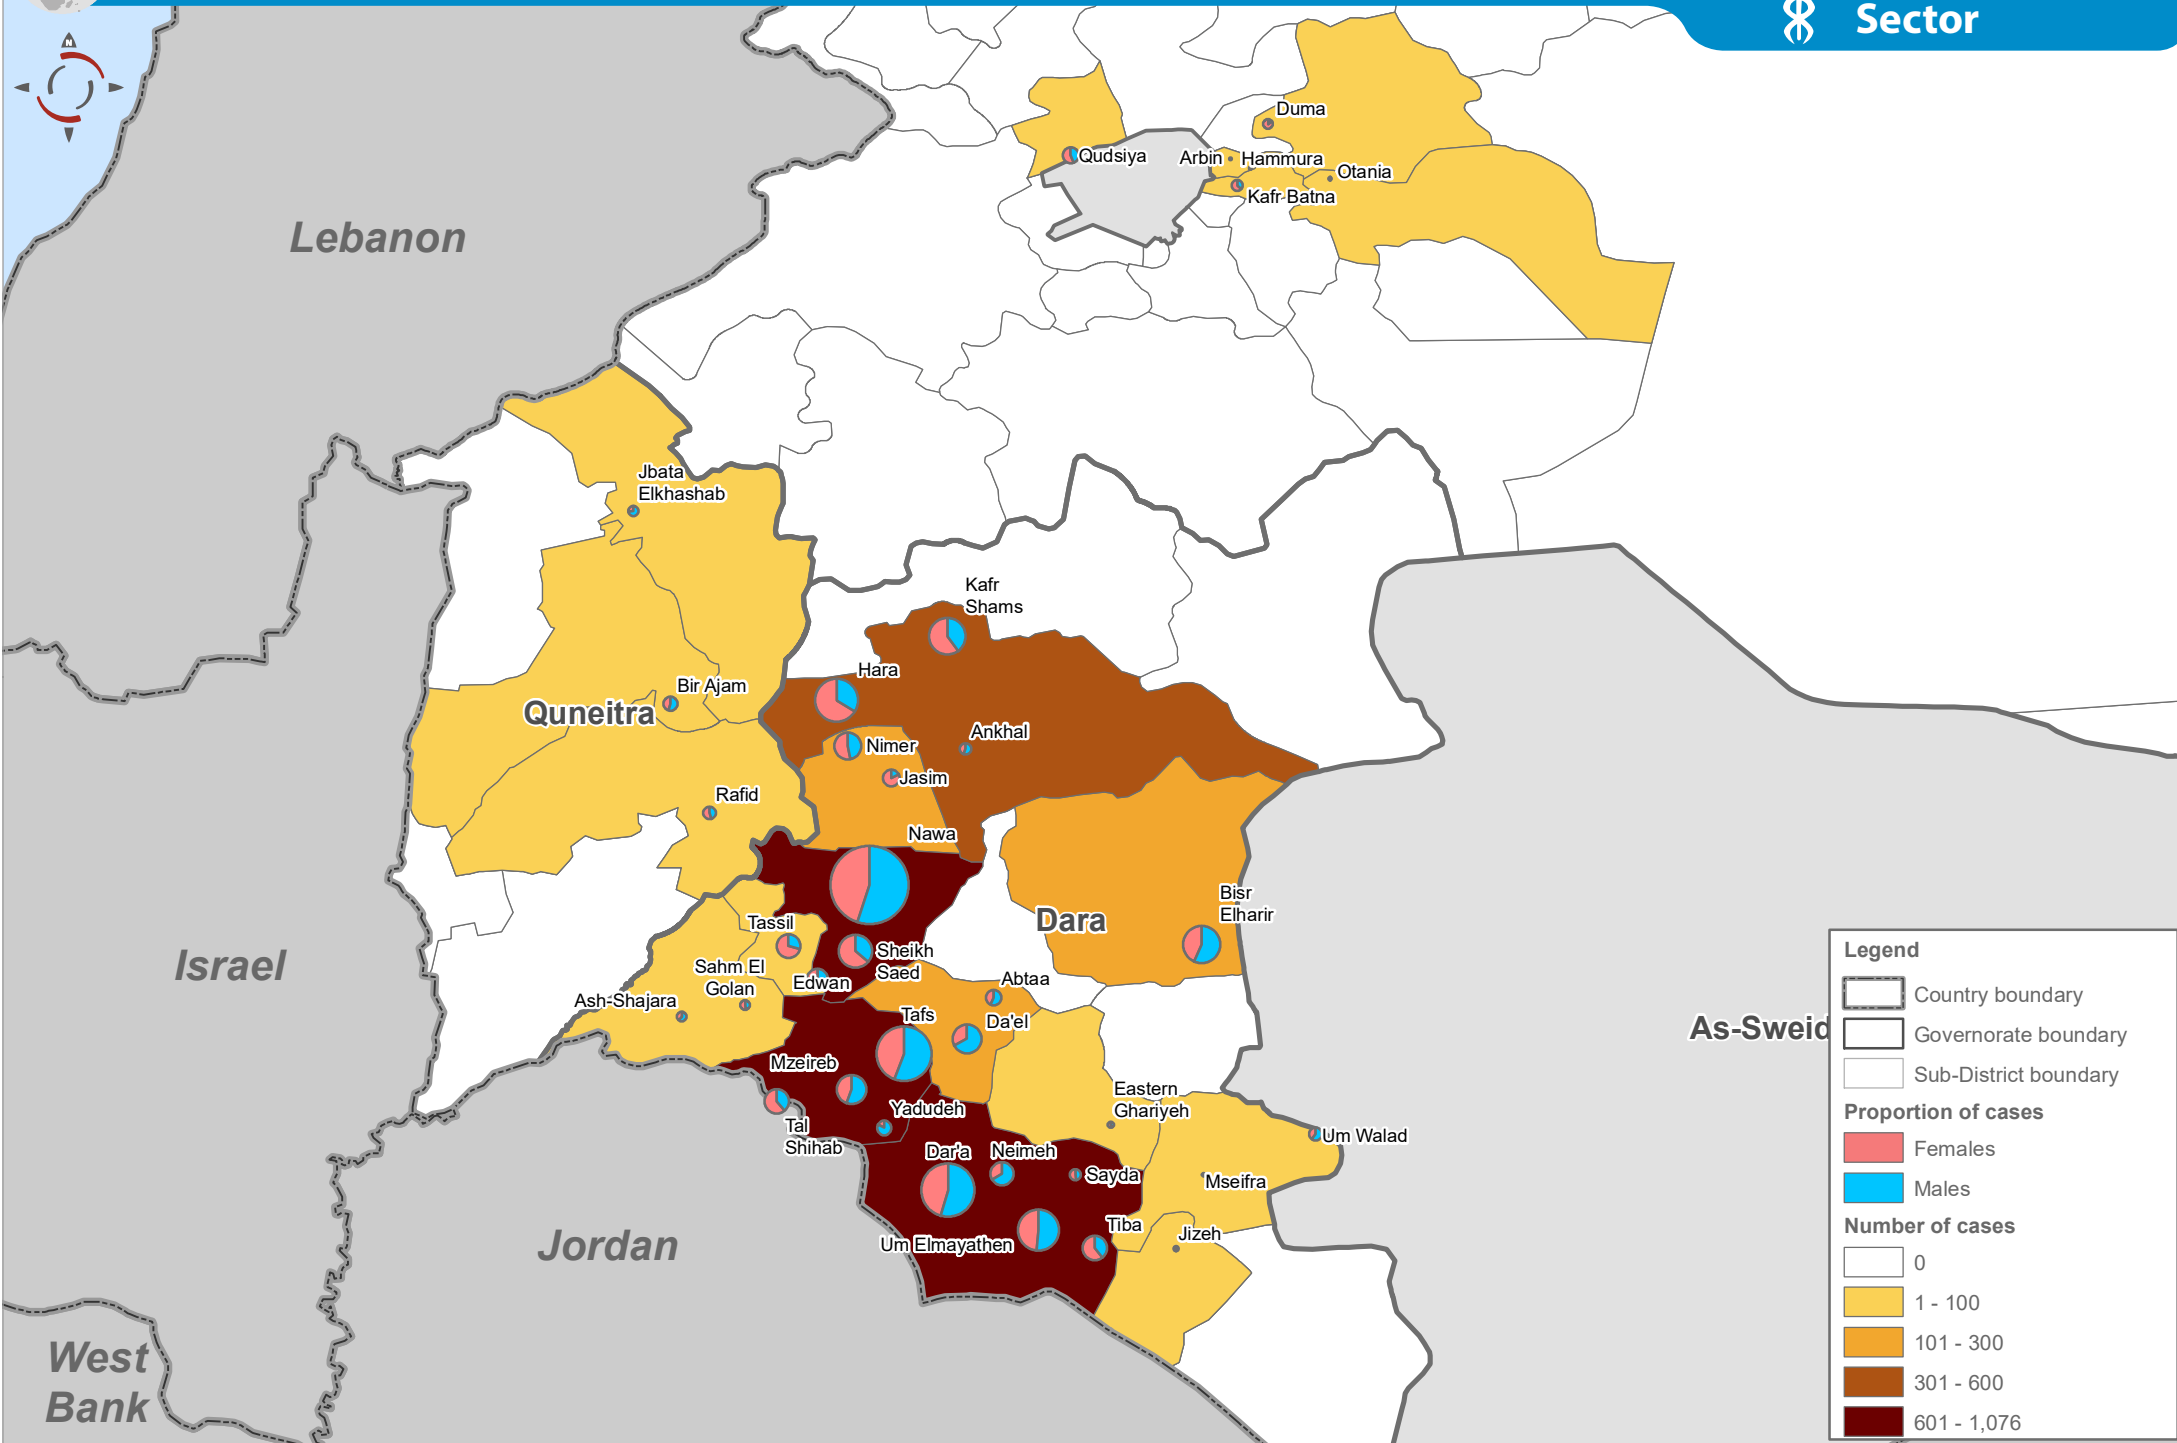 Sector
N
Duma
Qudsiya
Arbin
Hammura
Otania
Kafr Batna
Lebanon
Jbata
Elkhashab
Kafr
Shams
Hara
Bir Ajam
Quneitra
Ankhal
Nimer
Jasim
Rafid
Nawa
Bisr
Elharir
Dara
Tassil
Sheikh
Saed
Israel
Sahm El
Golan
Edwan
Abtaa
Ash-Shajara
Tafs
Da'el
As-Sweid
Mzeireb
Eastern
Ghariyeh
Yadudeh
Tal
Shihab
Um Walad
Dar'a
Neimeh
Sayda
Mseifra
Tiba
Jizeh
Um Elmayathen
Jordan
West
Bank
Legend
Country boundary
Governorate boundary
Sub-District boundary
Proportion of cases
Females
Males
Number of cases
0
1 - 100
101 - 300
301 - 600
601 - 1,076